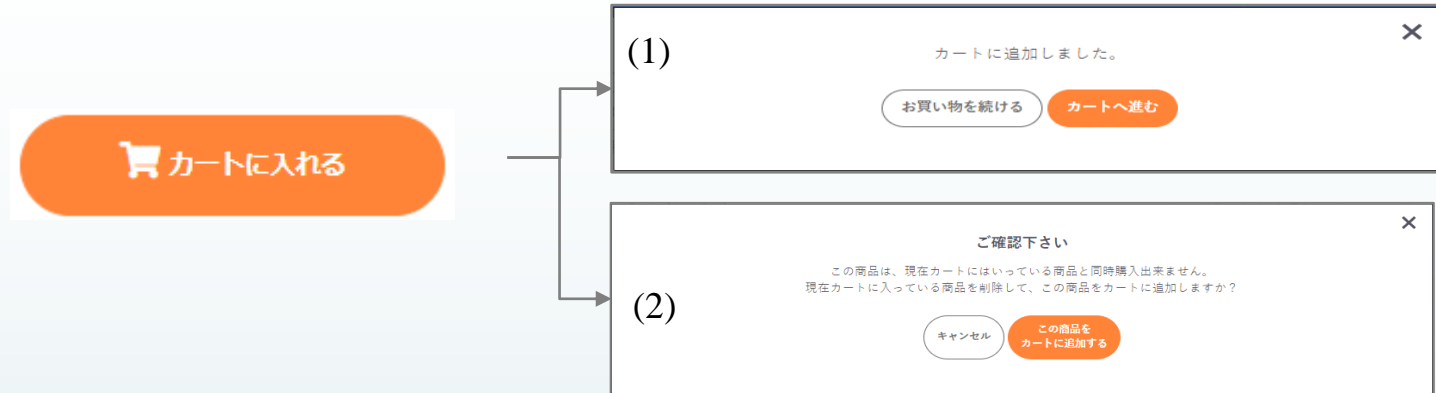 カートに入れる
(1)
カートに追加しました。
お買い物を続ける
カートへ進む
(2)
ご確認下さい
この商品は、現在カートにはいっている商品と同時購入出来ません。
現在カートに入っている商品を削除して、この商品をカートに追加しますか？
キャンセル
この商品を
カートに追加する